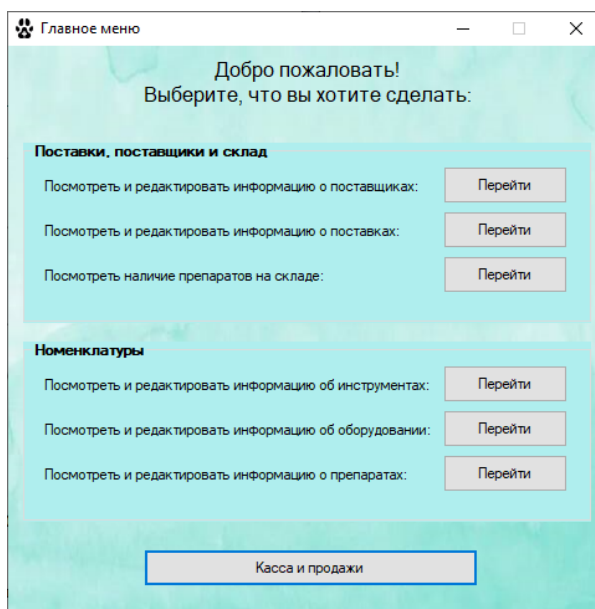 Главное меню
Добро пожаловать!
Выберите, что вы хотите сделать:
Поставки, поставщики и склад
Посмотреть и редактировать информацию о поставщиках: Перейти
Посмотреть и редактировать информацию о поставках: Перейти
Посмотреть наличие препаратов на складе: Перейти
Номенклатуры
Посмотреть и редактировать информацию об инструментах: Перейти
Посмотреть и редактировать информацию об оборудовании: Перейти
Посмотреть и редактировать информацию о препаратах: Перейти
Касса и продажи